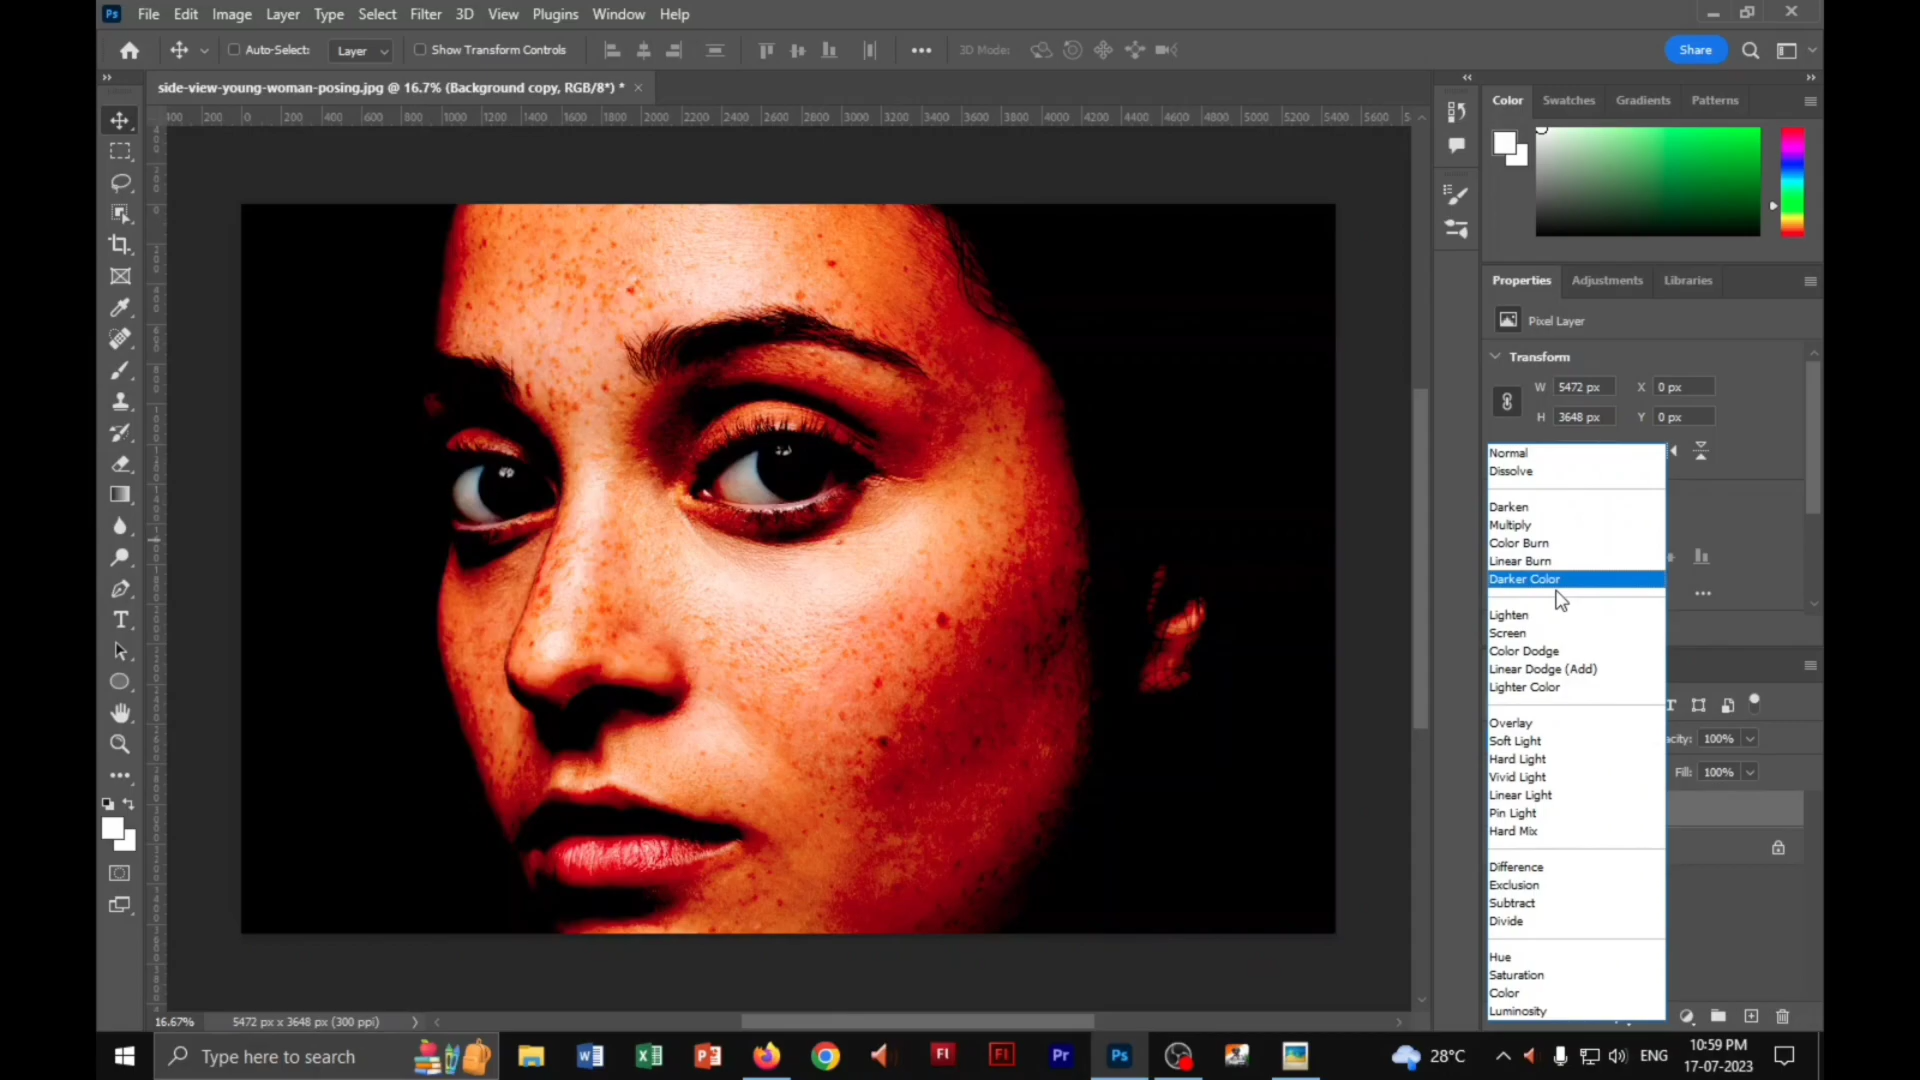 Ps File Edit Image Layer Type Select Filter 3D View Plugins Window Help
Auto-Select: Layer Show Transform Controls 3D Mode: Share
side-view-young-woman-posing.jpg @ 16.7% (Background copy, RGB/8*) *
200 0 200 400 600 800 1000 1200 1400 1600 1800 2000 2200 2400 2600 2800 3000 3200 3400 3600 3800 4000 4200 4400 4600 4800 5000 5200 5400 5600
Color Swatches Gradients Patterns
Properties Adjustments Libraries
Pixel Layer
Transform
W 5472 px X 0 px
H 3648 px Y 0 px
Normal
Dissolve
Darken
Multiply
Color Burn
Linear Burn
Darker Color
Lighten
Screen
Color Dodge
Linear Dodge (Add)
Lighter Color
Overlay
Soft Light
Hard Light
Vivid Light
Linear Light
Pin Light
Hard Mix
Difference
Exclusion
Subtract
Divide
Hue
Saturation
Color
Luminosity
acity: 100%
Fill: 100%
16.67% 5472 px x 3648 px (300 ppi)
Type here to search
Fl Fl Pr Ps
28°C ENG
10:59 PM
17-07-2023